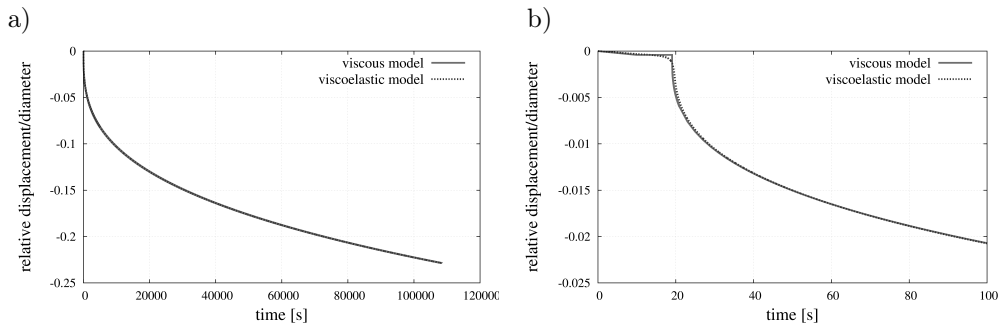 a)
0
-0.05
-0.1
-0.15
-0.2
-0.25
relative displacement/diameter
viscous model
viscoelastic model
0 20000 40000 60000 80000 100000 120000
time [s]
b)
0
-0.005
-0.01
-0.015
-0.02
-0.025
relative displacement/diameter
viscous model
viscoelastic model
0 20 40 60 80 100
time [s]